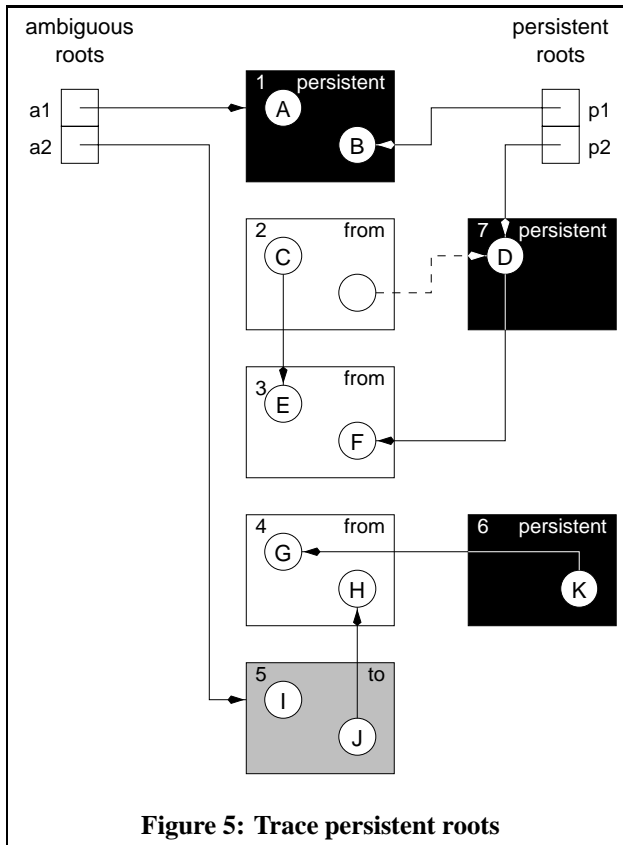 ambiguous roots
persistent roots
a1
a2
p1
p2
1 persistent
A
B
2 from
C
7 persistent
D
3 from
E
F
4 from
G
H
6 persistent
K
5 to
I
J
Figure 5: Trace persistent roots